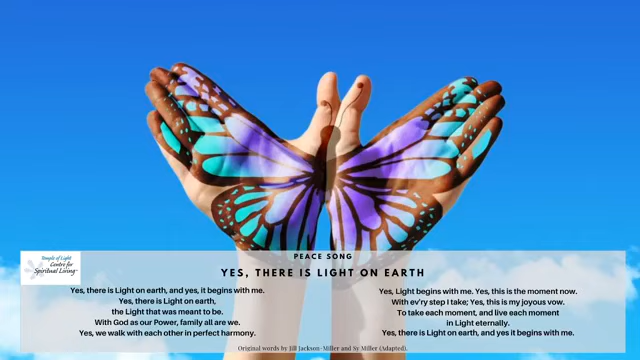 PEACE SONG
YES, THERE IS LIGHT ON EARTH
Temple of Light
Centre for
Spiritual Living
Yes, there is Light on earth, and yes, it begins with me.
Yes, there is Light on earth,
the Light that was meant to be.
With God as our Power, family all are we.
Yes, we walk with each other in perfect harmony.
Yes, Light begins with me. Yes, this is the moment now.
With ev'ry step I take; Yes, this is my joyous vow.
To take each moment, and live each moment
in Light eternally.
Yes, there is Light on Earth, and yes it begins with me.
Original words by Jill Jackson-Miller and Sy Miller (Adapted).